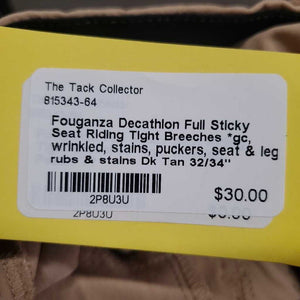 The Tack Collector
815343-64
Fouganza Decathlon Full Sticky
Seat Riding Tight Breeches *gc,
wrinkled, stains, puckers, seat & leg
rubs & stains Dk Tan 32/34"
2P8U3U
$30.00
2P8U3U